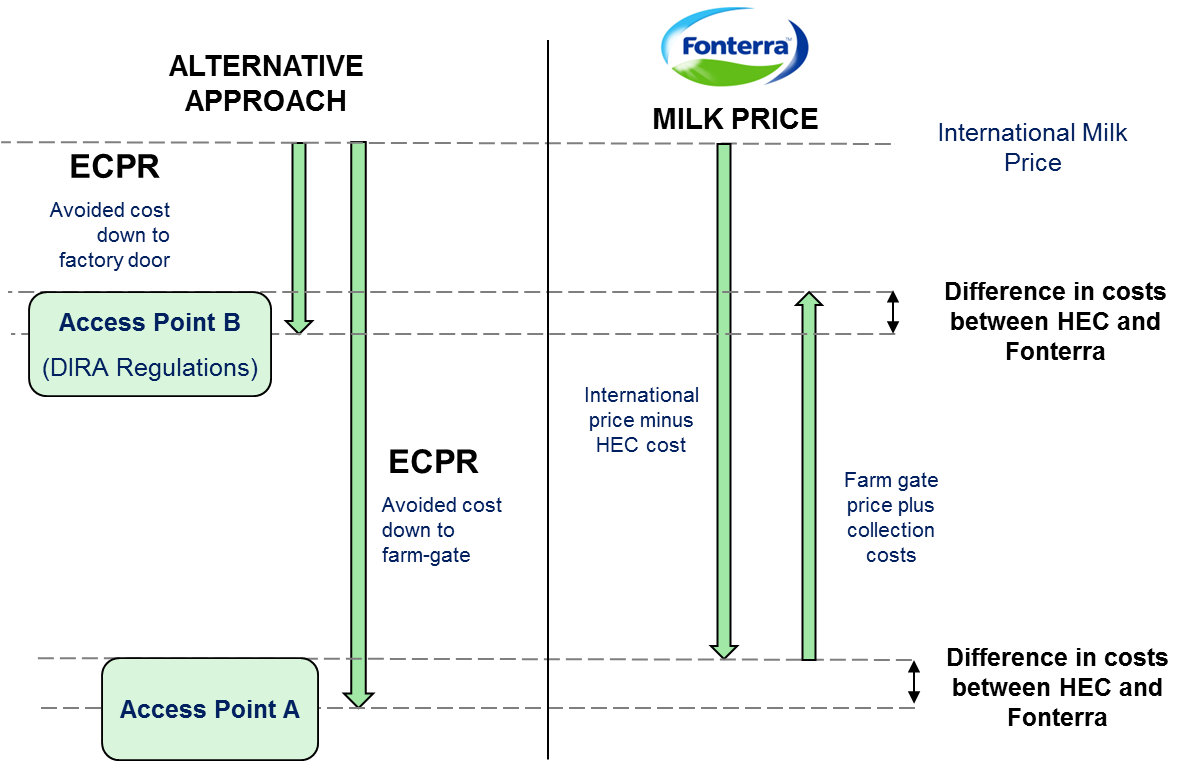 ALTERNATIVE
APPROACH
Fonterra™
MILK PRICE
International Milk
Price
ECPR
Avoided cost
down to
factory door
Access Point B
(DIRA Regulations)
Difference in costs
between HEC and
Fonterra
International
price minus
HEC cost
ECPR
Avoided cost
down to
farm-gate
Farm gate
price plus
collection
costs
Access Point A
Difference in costs
between HEC and
Fonterra